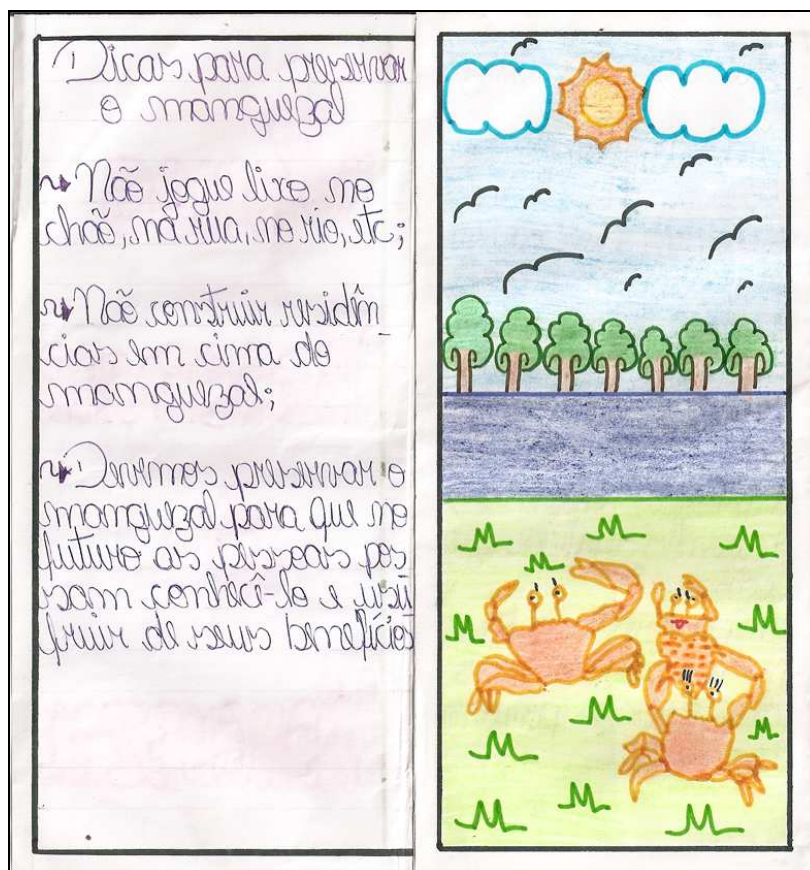 Dicas para preservar
o manguezal
~ Não jogue lixo no
chão, na rua, no rio, etc;
~ Não construir residên
cias em cima do
manguezal;
~ Devemos preservar o
manguezal para que no
futuro as pessoas pos
sam conhecê-lo e usu
fruir de seus benefícios